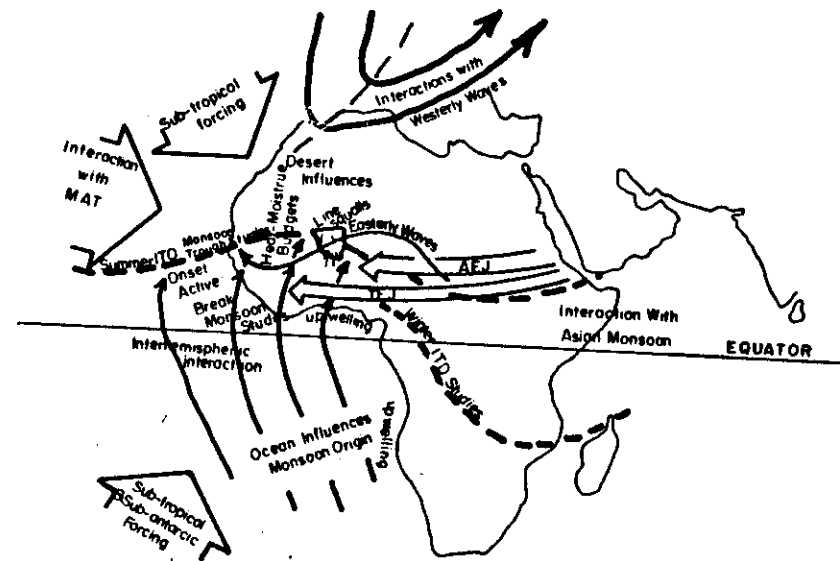 Interactions with
Westerly Waves
Sub-tropical
forcing
Interaction
with
MAT
Desert
Influences
Heat-Moistrue
Budgets
Line
Squalls
Easterly Waves
Summer ITD
Monsoon
Trough
AEJ
TEJ
Onset
Active
Break
Monsoon
Studies
upwelling
Interaction With
Asian Monsoon
EQUATOR
Interhemispheric
interaction
ITD Studies
Ocean Influences
Monsoon Origin
upwelling
Sub-tropical
Sub-antarcic
Forcing